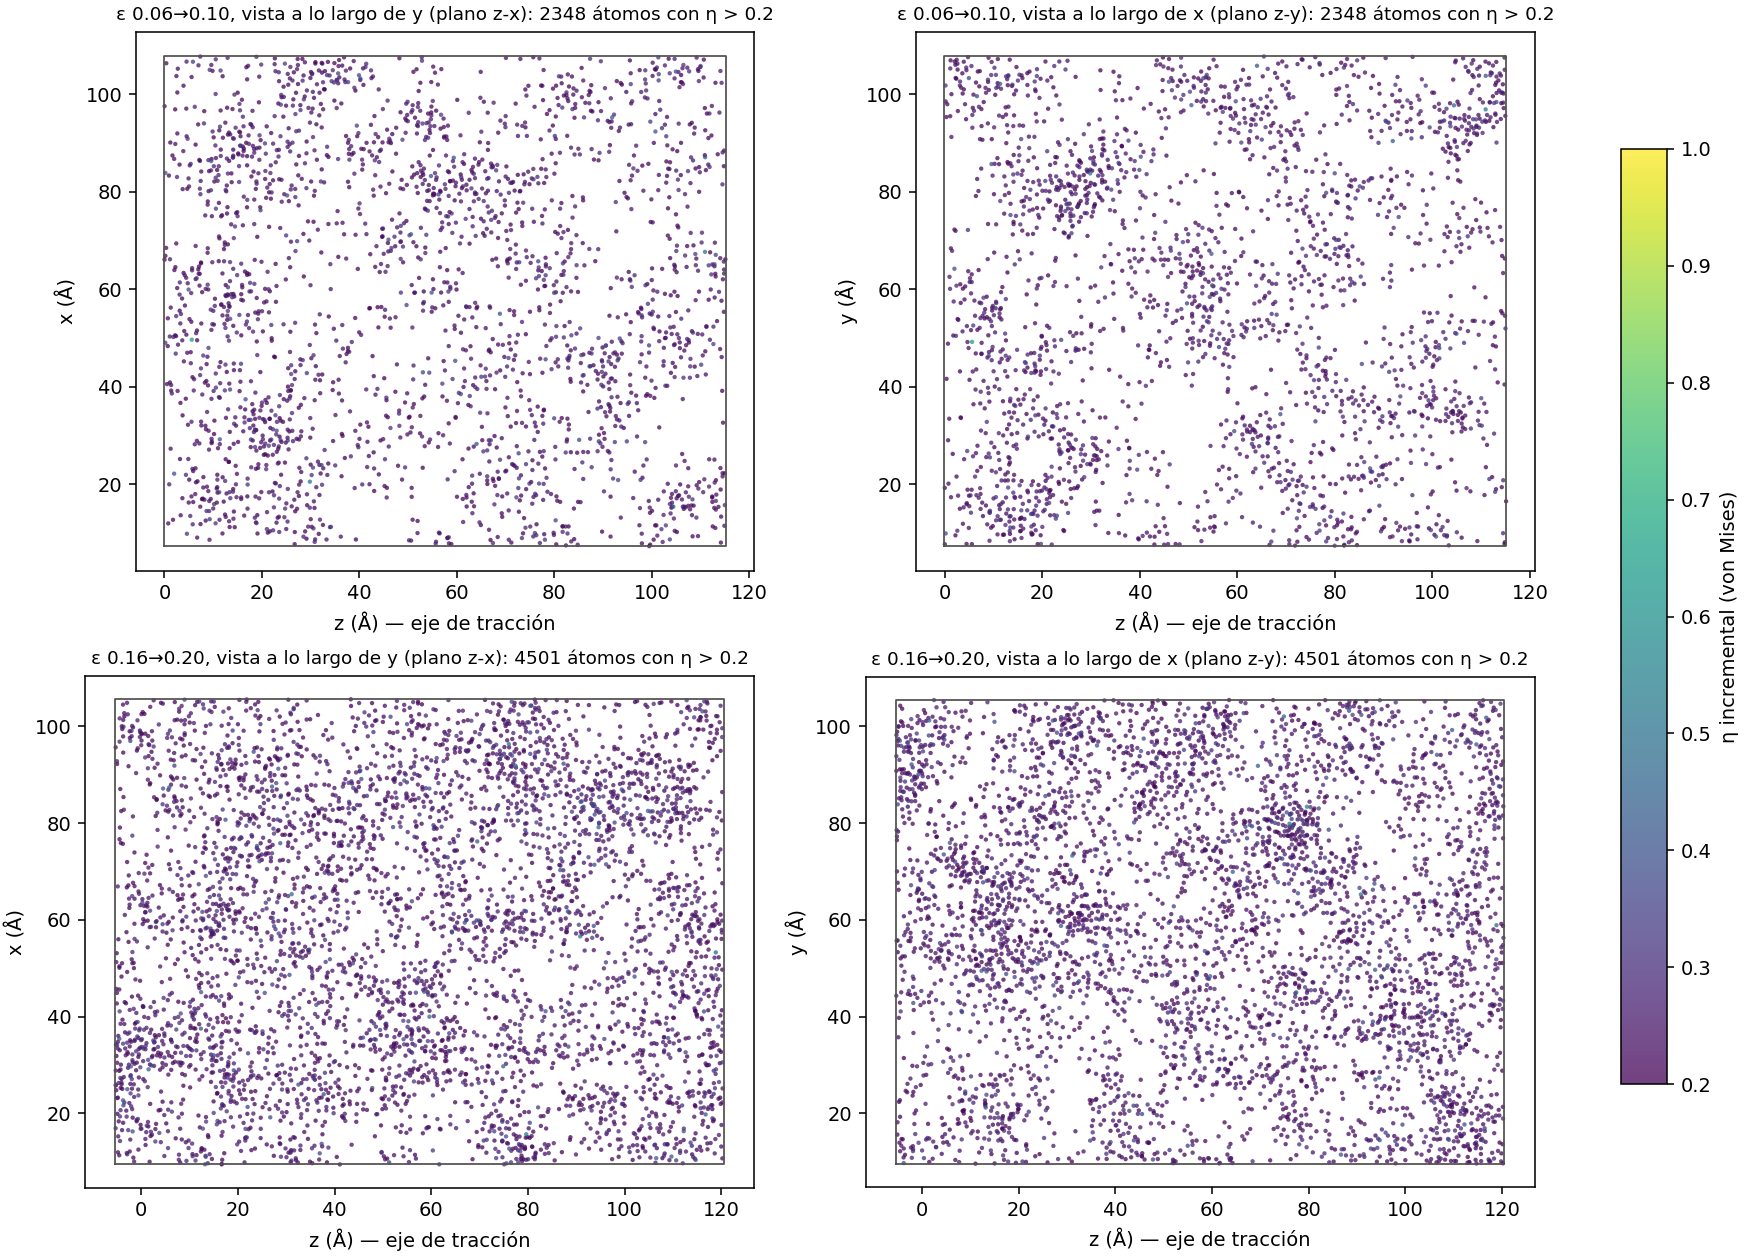 ε 0.06→0.10, vista a lo largo de y (plano z-x): 2348 átomos con η > 0.2
100
80
60
40
20
x (Å)
0 20 40 60 80 100 120
z (Å) — eje de tracción
ε 0.06→0.10, vista a lo largo de x (plano z-y): 2348 átomos con η > 0.2
100
80
60
40
20
y (Å)
0 20 40 60 80 100 120
z (Å) — eje de tracción
ε 0.16→0.20, vista a lo largo de y (plano z-x): 4501 átomos con η > 0.2
100
80
60
40
20
x (Å)
0 20 40 60 80 100 120
z (Å) — eje de tracción
ε 0.16→0.20, vista a lo largo de x (plano z-y): 4501 átomos con η > 0.2
100
80
60
40
20
y (Å)
0 20 40 60 80 100 120
z (Å) — eje de tracción
1.0
0.9
0.8
0.7
0.6
0.5
0.4
0.3
0.2
η incremental (von Mises)